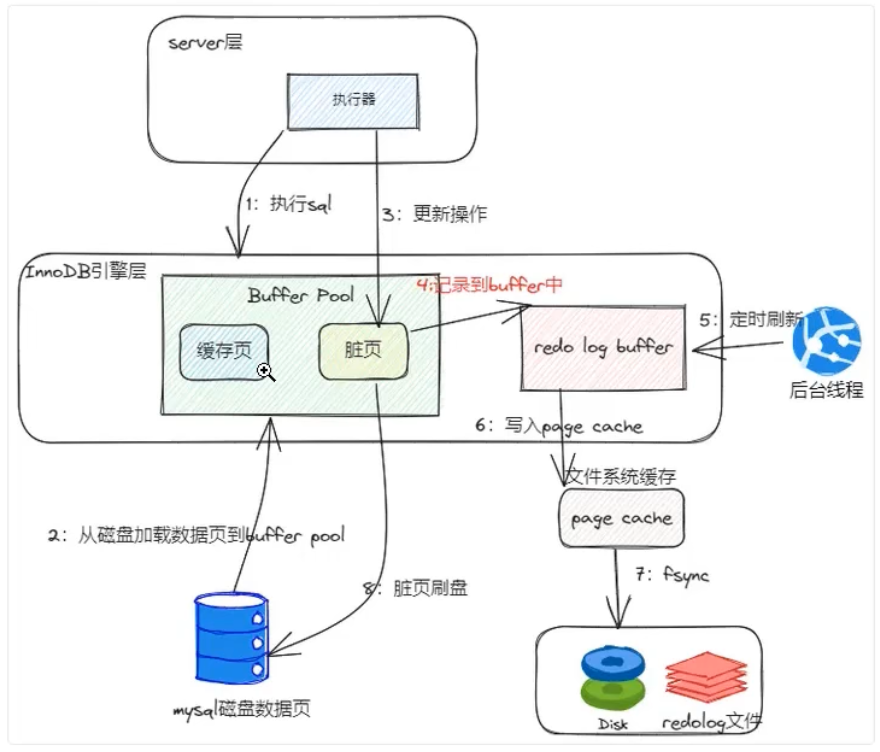 server层
执行器
1：执行sql
3：更新操作
InnoDB引擎层
Buffer Pool
4:记录到buffer中
缓存页
脏页
redo log buffer
5：定时刷新
后台线程
6：写入page cache
文件系统缓存
page cache
2：从磁盘加载数据页到buffer pool
7：fsync
8：脏页刷盘
mysql磁盘数据页
Disk
redolog文件